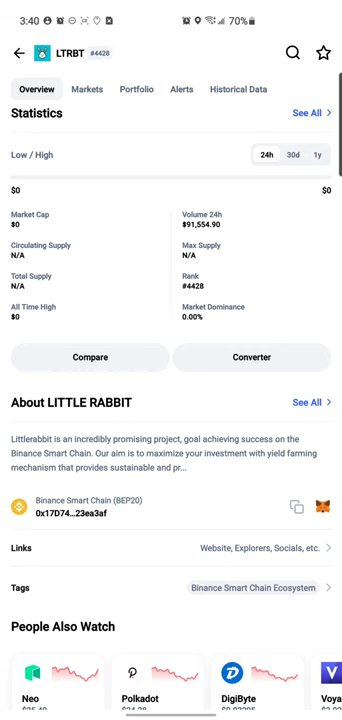 3:40 70%
LTRBT #4428
Overview Markets Portfolio Alerts Historical Data
Statistics See All
Low / High 24h 30d 1y
$0 $0
Market Cap Volume 24h
$0 $91,554.90
Circulating Supply Max Supply
N/A N/A
Total Supply Rank
N/A #4428
All Time High Market Dominance
$0 0.00%
Compare Converter
About LITTLE RABBIT See All
Littlerabbit is an incredibly promising project, goal achieving success on the
Binance Smart Chain. Our aim is to maximize your investment with yield farming
mechanism that provides sustainable and pr...
Binance Smart Chain (BEP20)
0x17D74...23ea3af
Links Website, Explorers, Socials, etc.
Tags Binance Smart Chain Ecosystem
People Also Watch
Neo Polkadot DigiByte Voya